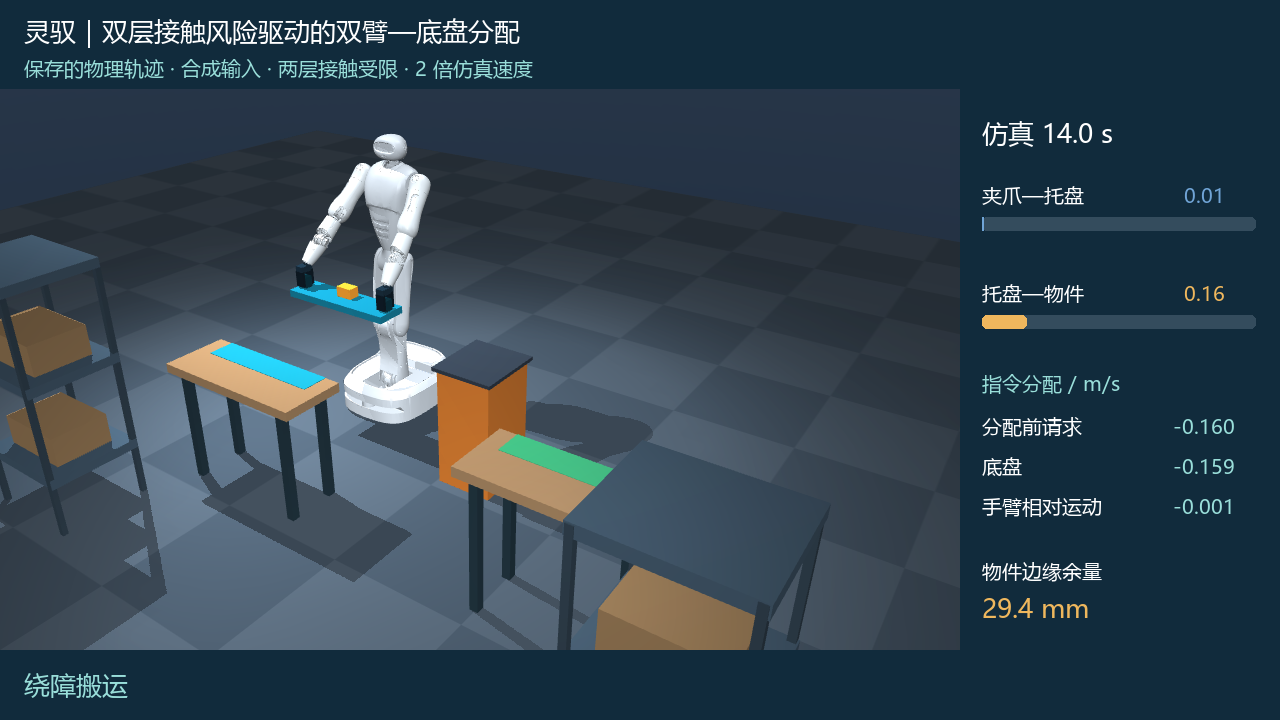 灵驭｜双层接触风险驱动的双臂—底盘分配
保存的物理轨迹 · 合成输入 · 两层接触受限 · 2 倍仿真速度
仿真 14.0 s
夹爪—托盘 0.01
托盘—物件 0.16
指令分配 / m/s
分配前请求 -0.160
底盘 -0.159
手臂相对运动 -0.001
物件边缘余量
29.4 mm
绕障搬运